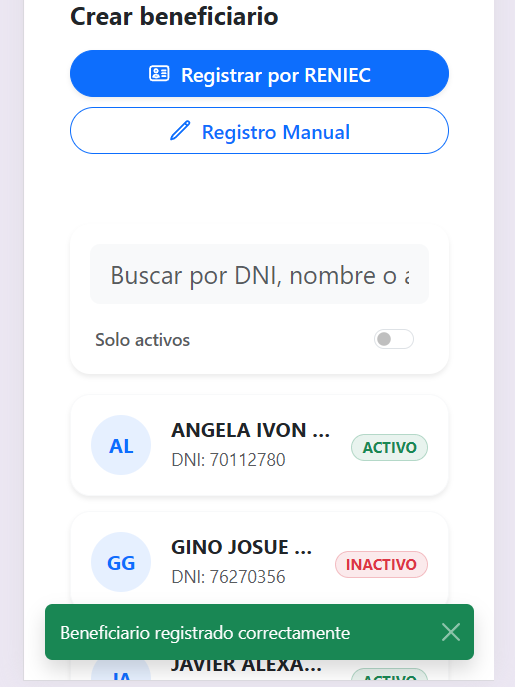 Crear beneficiario
Registrar por RENIEC
Registro Manual
Buscar por DNI, nombre o a
Solo activos
AL
ANGELA IVON ...
DNI: 70112780
ACTIVO
GG
GINO JOSUE ...
DNI: 76270356
INACTIVO
Beneficiario registrado correctamente
JA
JAVIER ALEXA...
ACTIVO